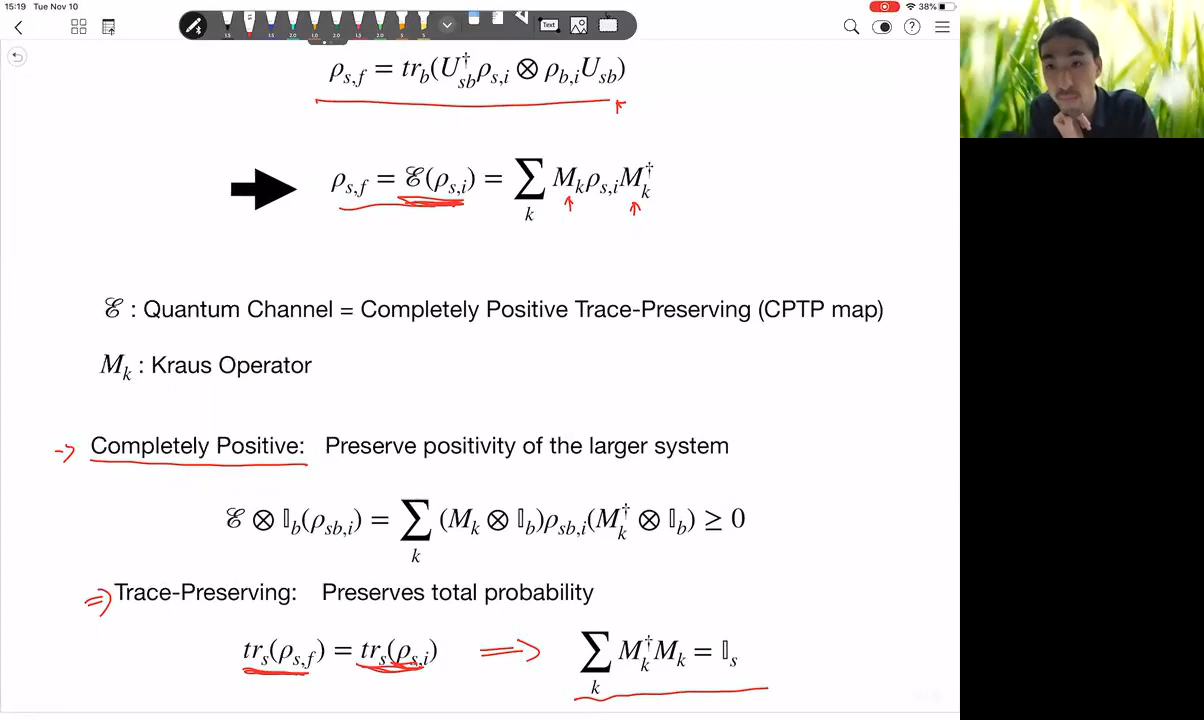 15:19 Tue Nov 10
38%
Text
ρ_{s,f} = tr_b(U_{sb}^† ρ_{s,i} ⊗ ρ_{b,i} U_{sb})
ρ_{s,f} = ℰ(ρ_{s,i}) = ∑_k M_k ρ_{s,i} M_k^†
ℰ : Quantum Channel = Completely Positive Trace-Preserving (CPTP map)
M_k : Kraus Operator
Completely Positive: Preserve positivity of the larger system
ℰ ⊗ 𝕀_b(ρ_{sb,i}) = ∑_k (M_k ⊗ 𝕀_b)ρ_{sb,i}(M_k^† ⊗ 𝕀_b) ≥ 0
Trace-Preserving: Preserves total probability
tr_s(ρ_{s,f}) = tr_s(ρ_{s,i}) ⟹ ∑_k M_k^† M_k = 𝕀_s